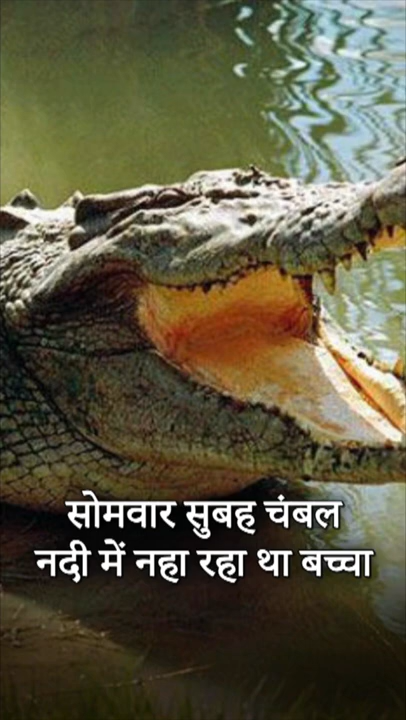 सोमवार सुबह चंबल
नदी में नहा रहा था बच्चा